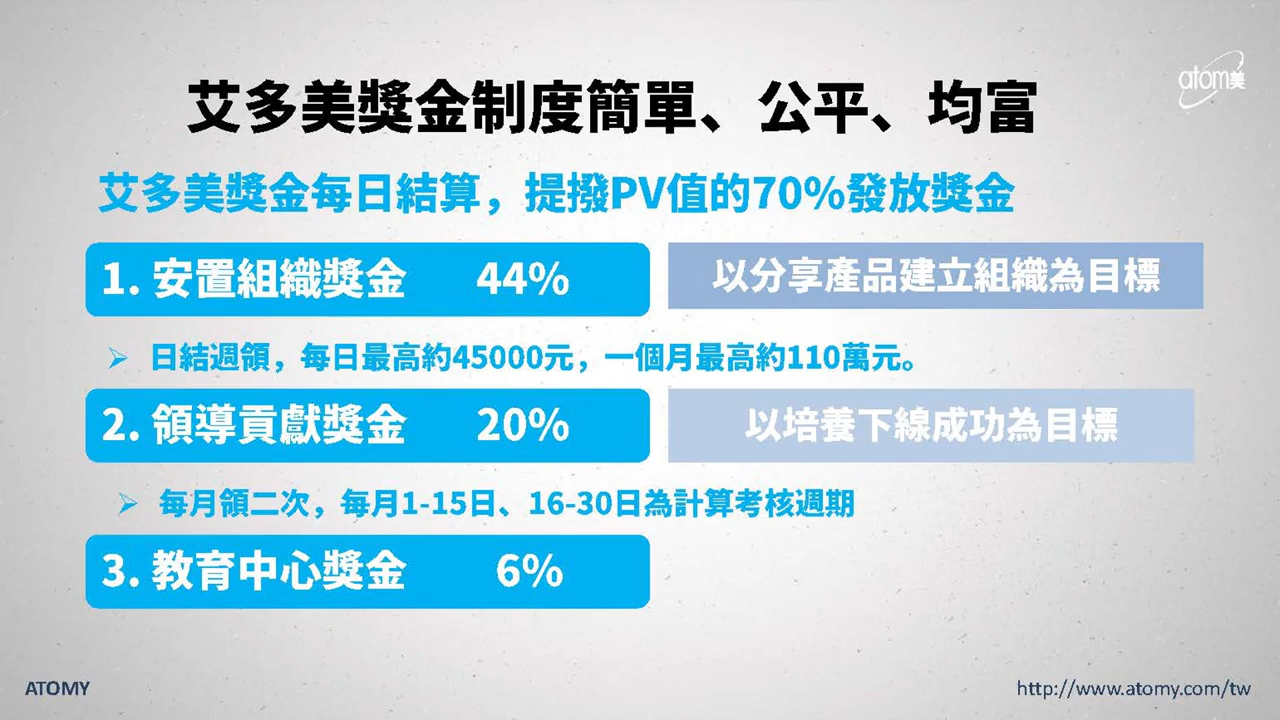 艾多美獎金制度簡單、公平、均富
atom美
艾多美獎金每日結算，提撥PV值的70%發放獎金
1. 安置組織獎金 44%
以分享產品建立組織為目標
➢ 日結週領，每日最高約45000元，一個月最高約110萬元。
2. 領導貢獻獎金 20%
以培養下線成功為目標
➢ 每月領二次，每月1-15日、16-30日為計算考核週期
3. 教育中心獎金 6%
ATOMY
http://www.atomy.com/tw